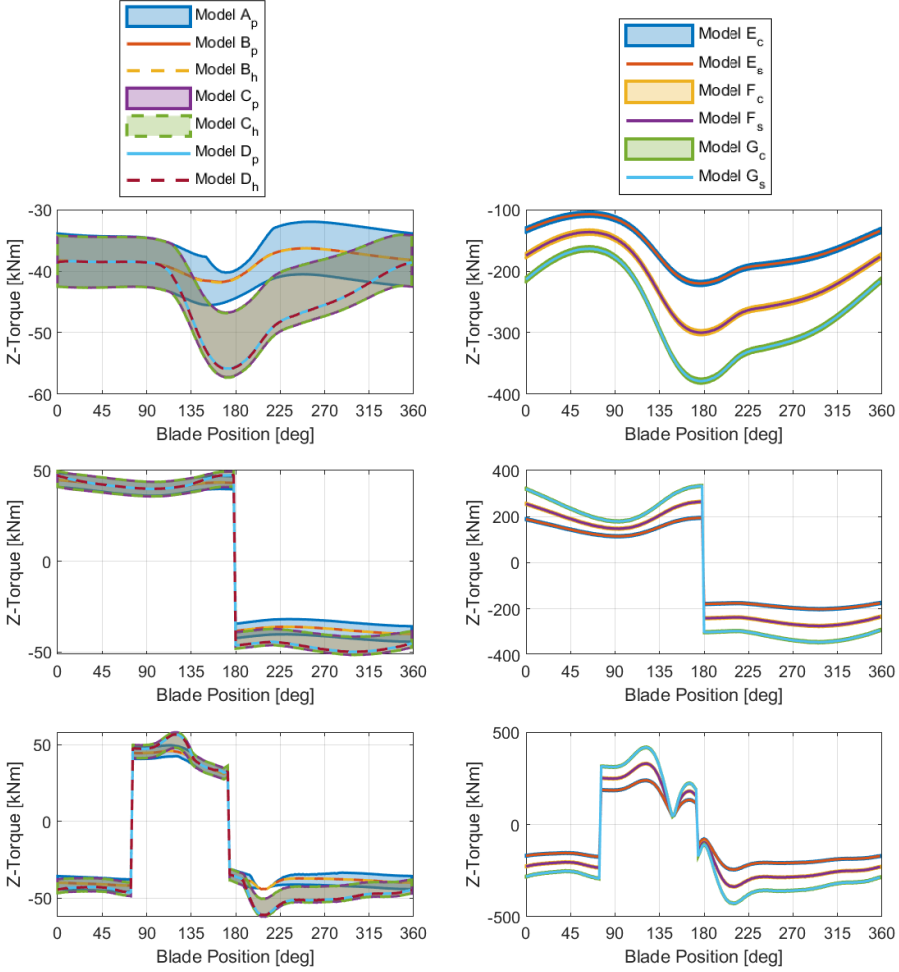 Model A_p
Model B_p
Model B_h
Model C_p
Model C_h
Model D_p
Model D_h
Model E_c
Model E_s
Model F_c
Model F_s
Model G_c
Model G_s
-30
-40
-50
-60
Z-Torque [kNm]
0 45 90 135 180 225 270 315 360
Blade Position [deg]
-100
-200
-300
-400
Z-Torque [kNm]
0 45 90 135 180 225 270 315 360
Blade Position [deg]
50
0
-50
Z-Torque [kNm]
0 45 90 135 180 225 270 315 360
Blade Position [deg]
400
200
0
-200
-400
Z-Torque [kNm]
0 45 90 135 180 225 270 315 360
Blade Position [deg]
50
0
-50
Z-Torque [kNm]
0 45 90 135 180 225 270 315 360
Blade Position [deg]
500
0
-500
Z-Torque [kNm]
0 45 90 135 180 225 270 315 360
Blade Position [deg]